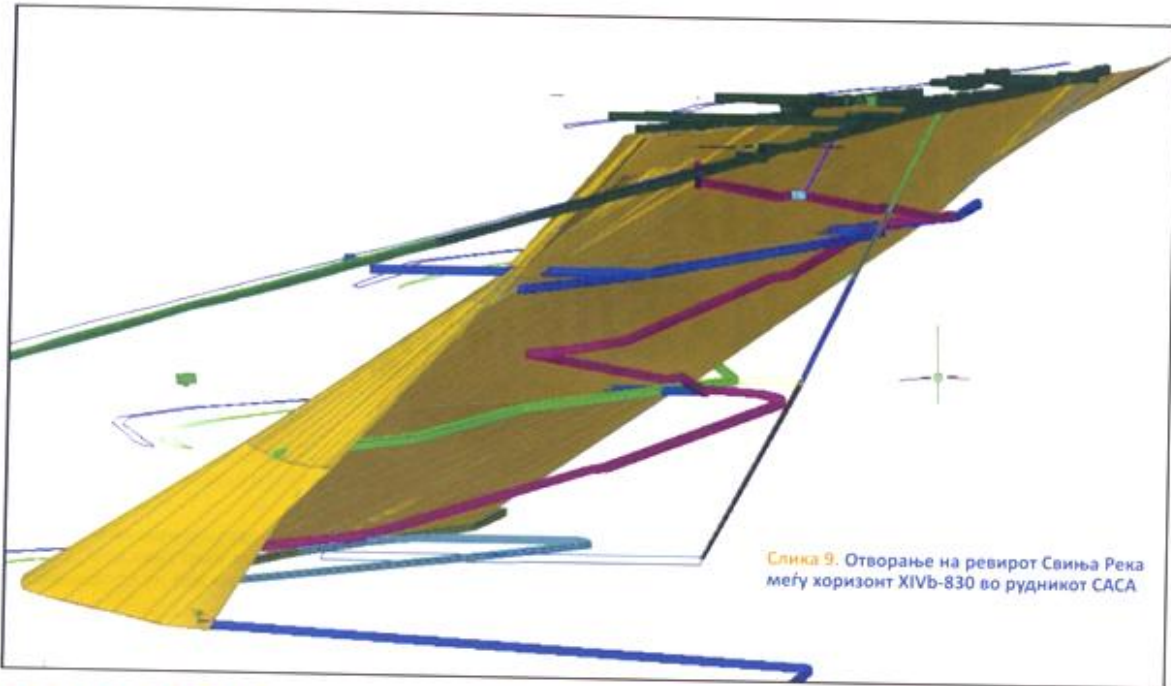 Слика 9. Отворање на ревирот Свиња Река
меѓу хоризонт XIVb-830 во рудникот САСА